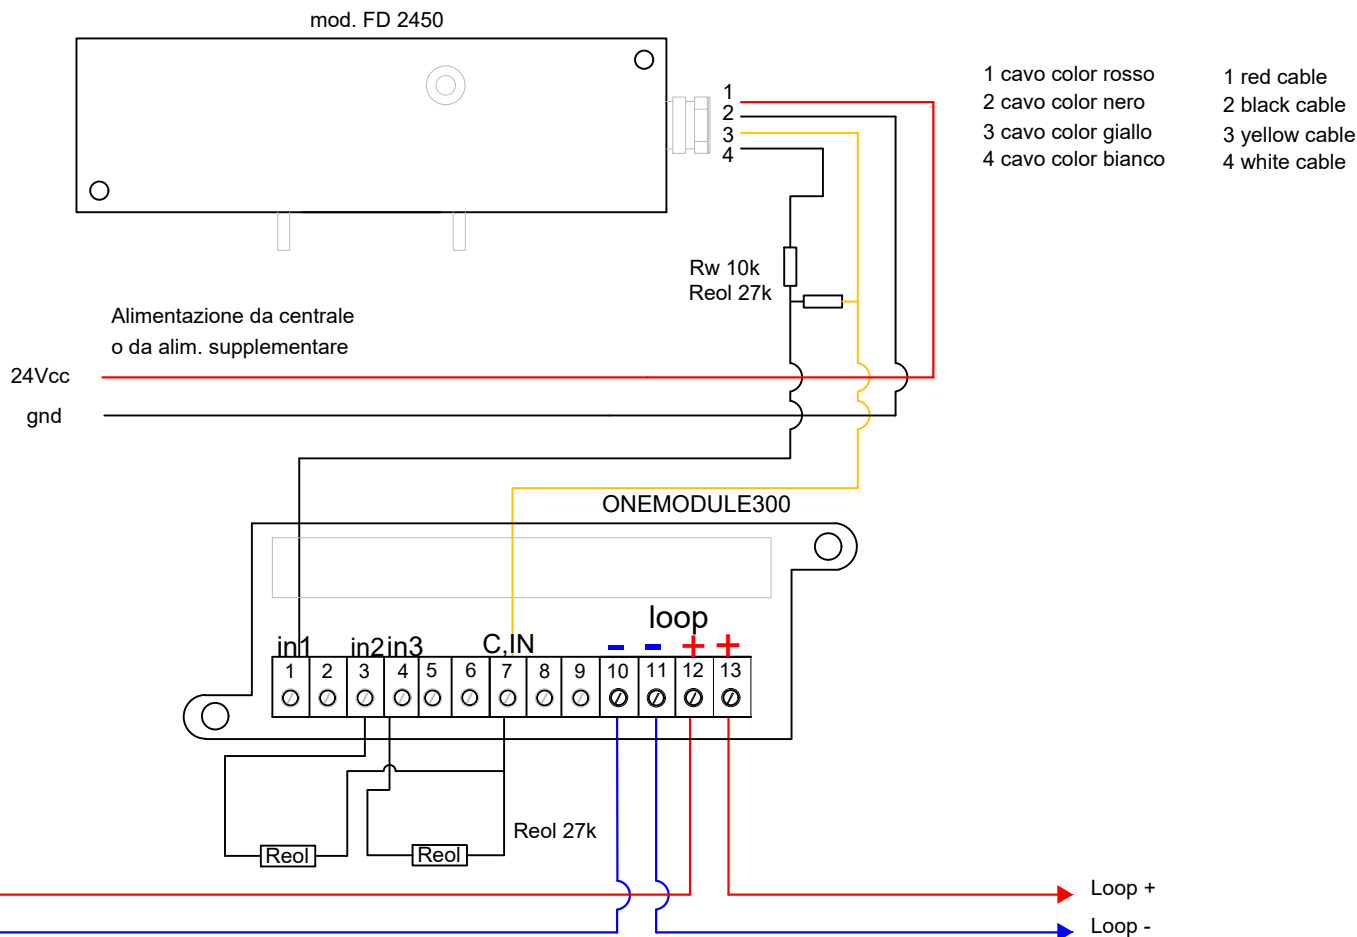 mod. FD 2450
1 cavo color rosso
2 cavo color nero
3 cavo color giallo
4 cavo color bianco
1 red cable
2 black cable
3 yellow cable
4 white cable
1
2
3
4
Rw 10k
Reol 27k
Alimentazione da centrale
o da alim. supplementare
24Vcc
gnd
ONEMODULE300
loop
in1 in2 in3 C,IN - - + +
1 2 3 4 5 6 7 8 9 10 11 12 13
Reol 27k
Reol Reol
Loop +
Loop -